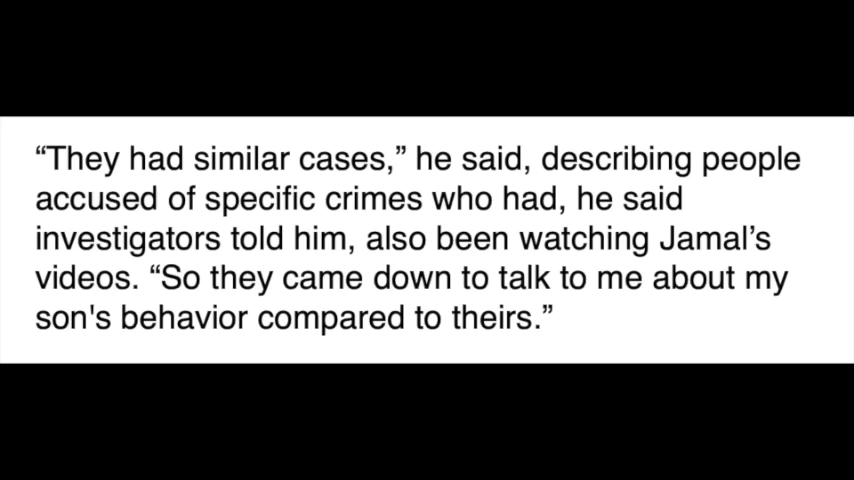 “They had similar cases,” he said, describing people
accused of specific crimes who had, he said
investigators told him, also been watching Jamal’s
videos. “So they came down to talk to me about my
son's behavior compared to theirs.”